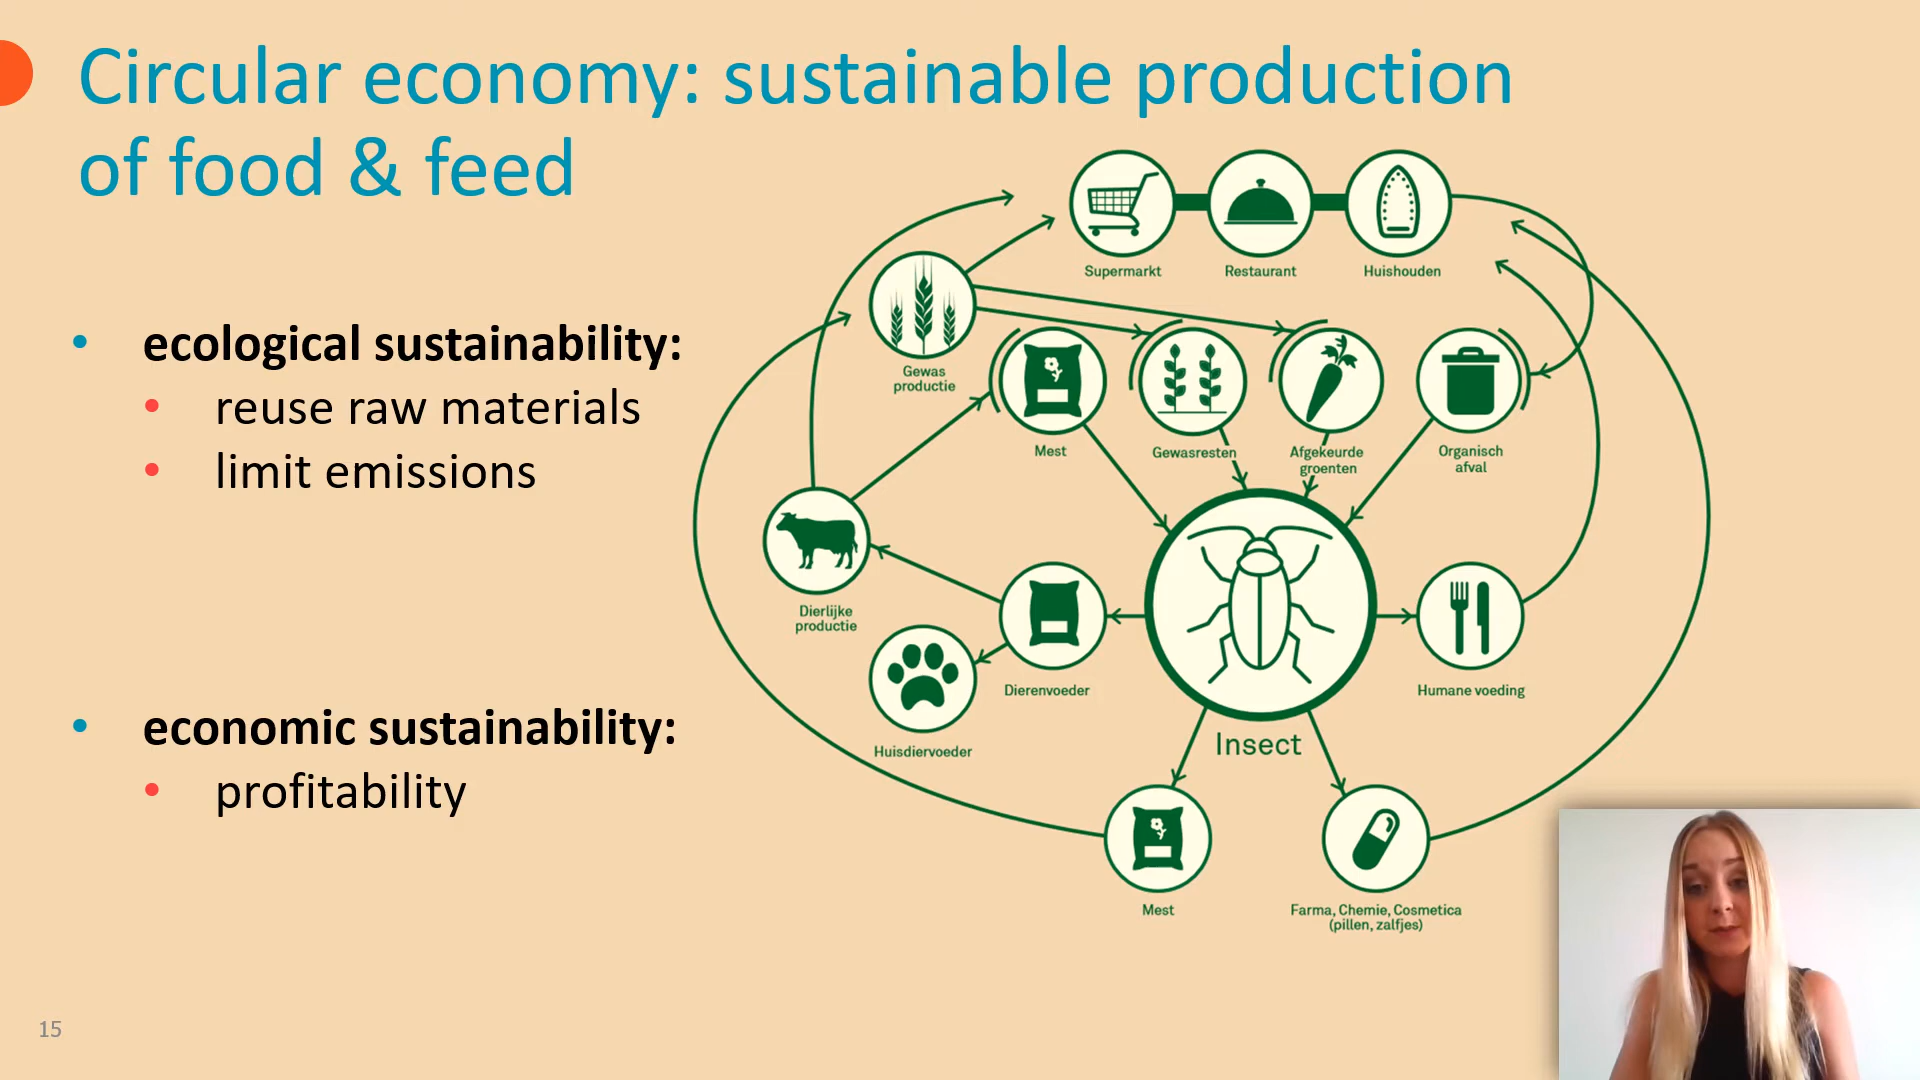 Circular economy: sustainable production
of food & feed
• ecological sustainability:
• reuse raw materials
• limit emissions
• economic sustainability:
• profitability
Supermarkt
Restaurant
Huishouden
Gewas
productie
Mest
Gewasresten
Afgekeurde
groenten
Organisch
afval
Dierlijke
productie
Dierenvoeder
Humane voeding
Huisdiervoeder
Insect
Mest
Farma, Chemie, Cosmetica
(pillen, zalfjes)
15